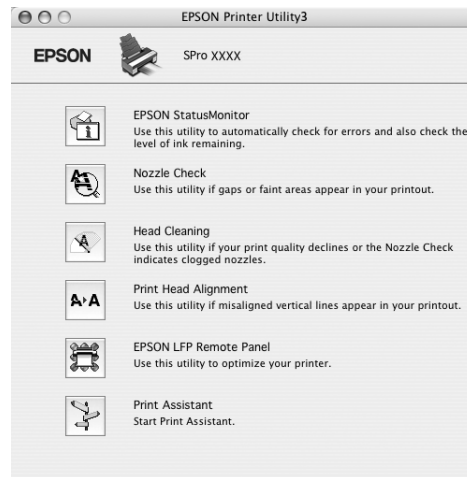 EPSON Printer Utility3
EPSON SPro XXXX
EPSON StatusMonitor
Use this utility to automatically check for errors and also check the
level of ink remaining.
Nozzle Check
Use this utility if gaps or faint areas appear in your printout.
Head Cleaning
Use this utility if your print quality declines or the Nozzle Check
indicates clogged nozzles.
Print Head Alignment
Use this utility if misaligned vertical lines appear in your printout.
EPSON LFP Remote Panel
Use this utility to optimize your printer.
Print Assistant
Start Print Assistant.